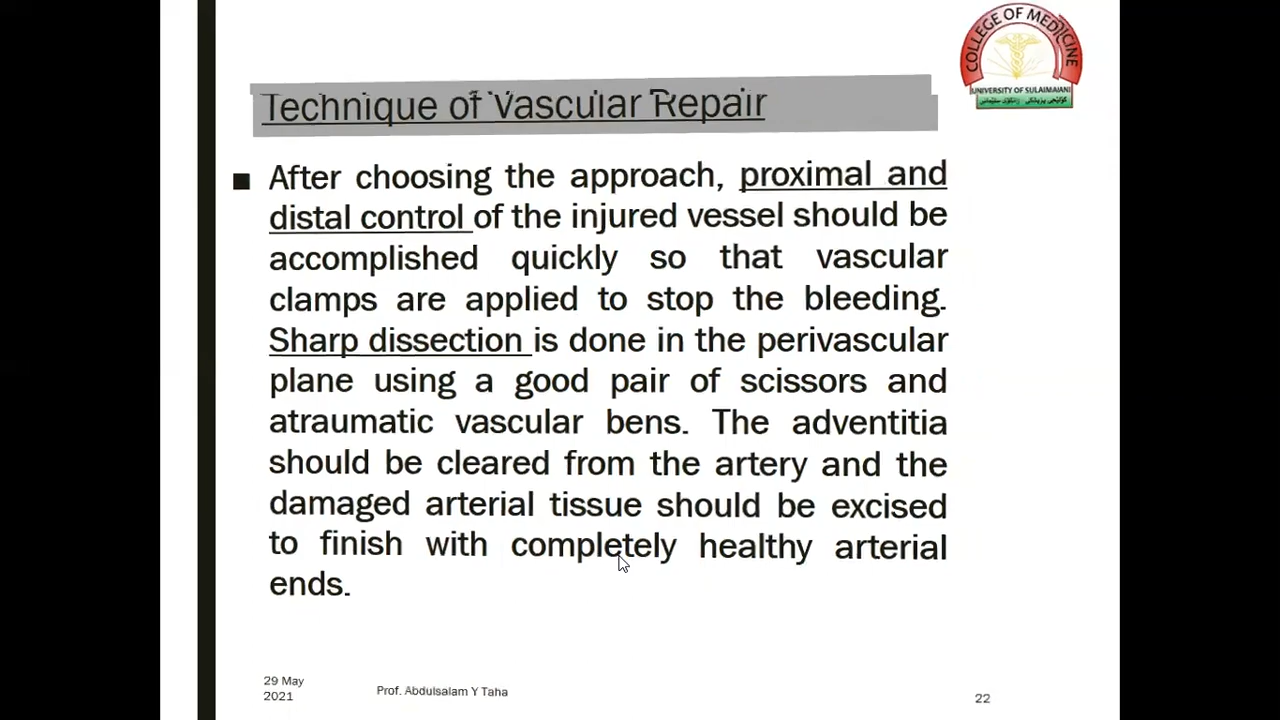 COLLEGE OF MEDICINE
UNIVERSITY OF SULAIMANI
Technique of Vascular Repair
■ After choosing the approach, proximal and
distal control of the injured vessel should be
accomplished quickly so that vascular
clamps are applied to stop the bleeding.
Sharp dissection is done in the perivascular
plane using a good pair of scissors and
atraumatic vascular bens. The adventitia
should be cleared from the artery and the
damaged arterial tissue should be excised
to finish with completely healthy arterial
ends.
29 May
2021
Prof. Abdulsalam Y Taha
22